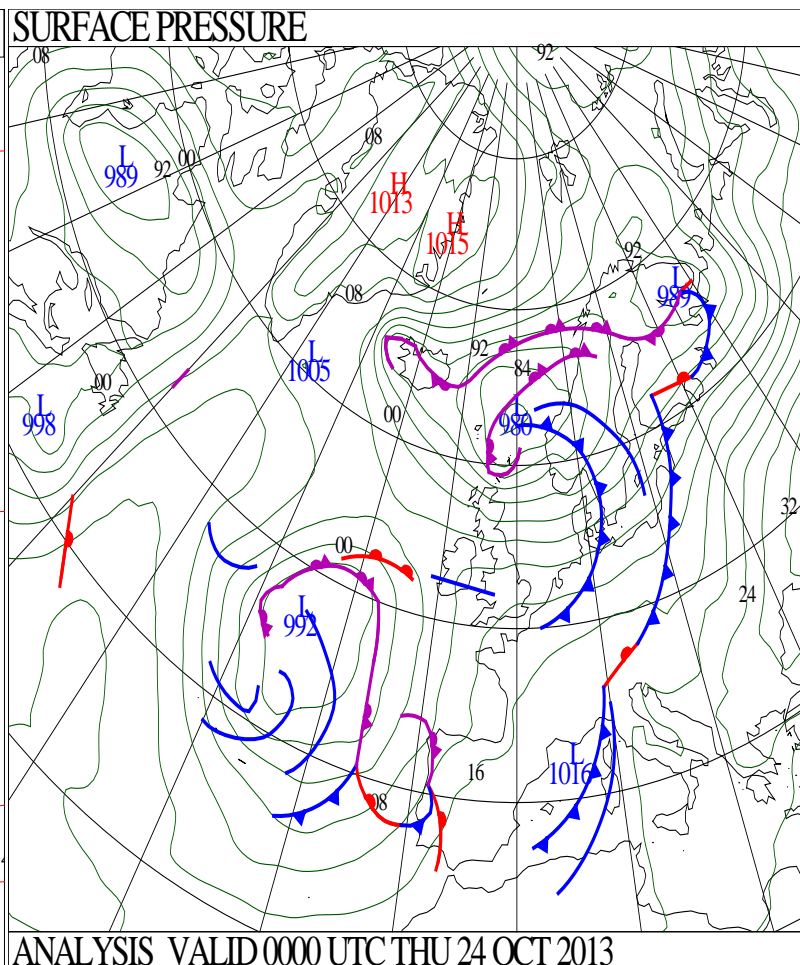 SURFACE PRESSURE
08
92
08
L
989
92
00
H
1013
H
1015
92
L
989
08
L
1005
92
84
00
L
998
00
L
980
32
00
24
L
992
16
L
1016
08
ANALYSIS VALID 0000 UTC THU 24 OCT 2013